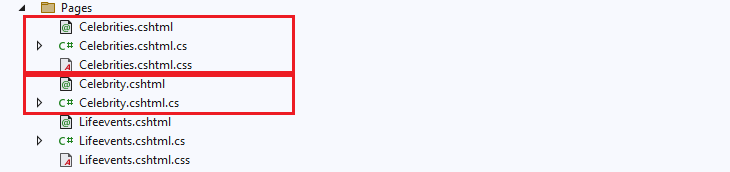 Pages
@ Celebrities.cshtml
C# Celebrities.cshtml.cs
A Celebrities.cshtml.css
@ Celebrity.cshtml
C# Celebrity.cshtml.cs
@ Lifeevents.cshtml
C# Lifeevents.cshtml.cs
A Lifeevents.cshtml.css